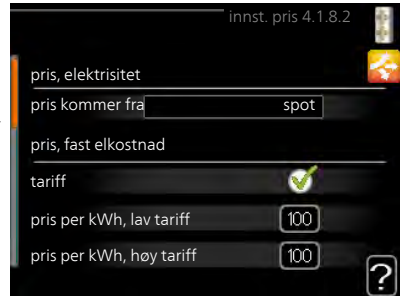 innst. pris 4.1.8.2
pris, elektrisitet
pris kommer fra spot
pris, fast elkostnad
tariff
pris per kWh, lav tariff 100
pris per kWh, høy tariff 100
?